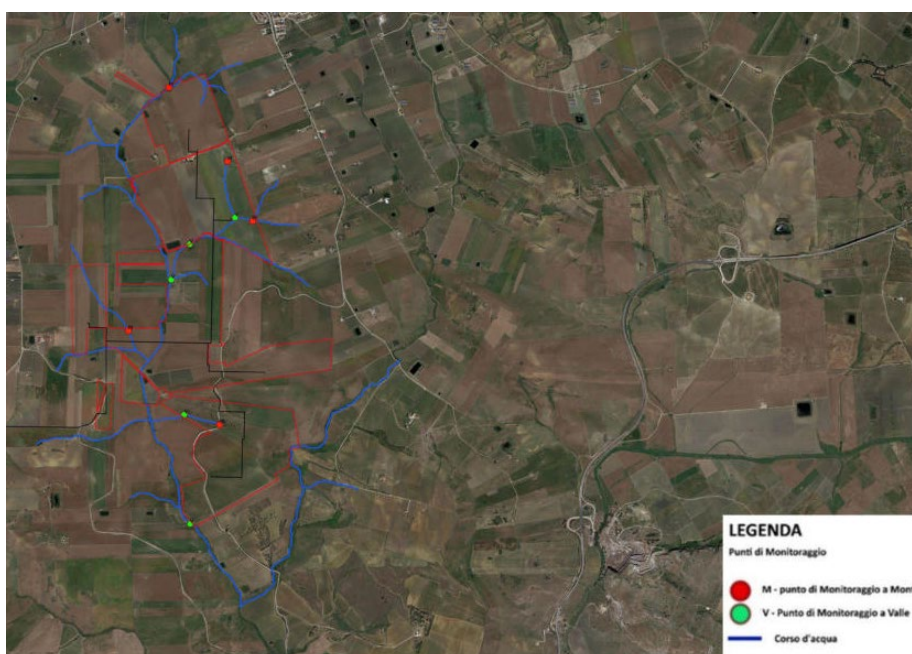 LEGENDA
Punti di Monitoraggio
M - punto di Monitoraggio a Mon
V - Punto di Monitoraggio a Valle
Corso d'acqua